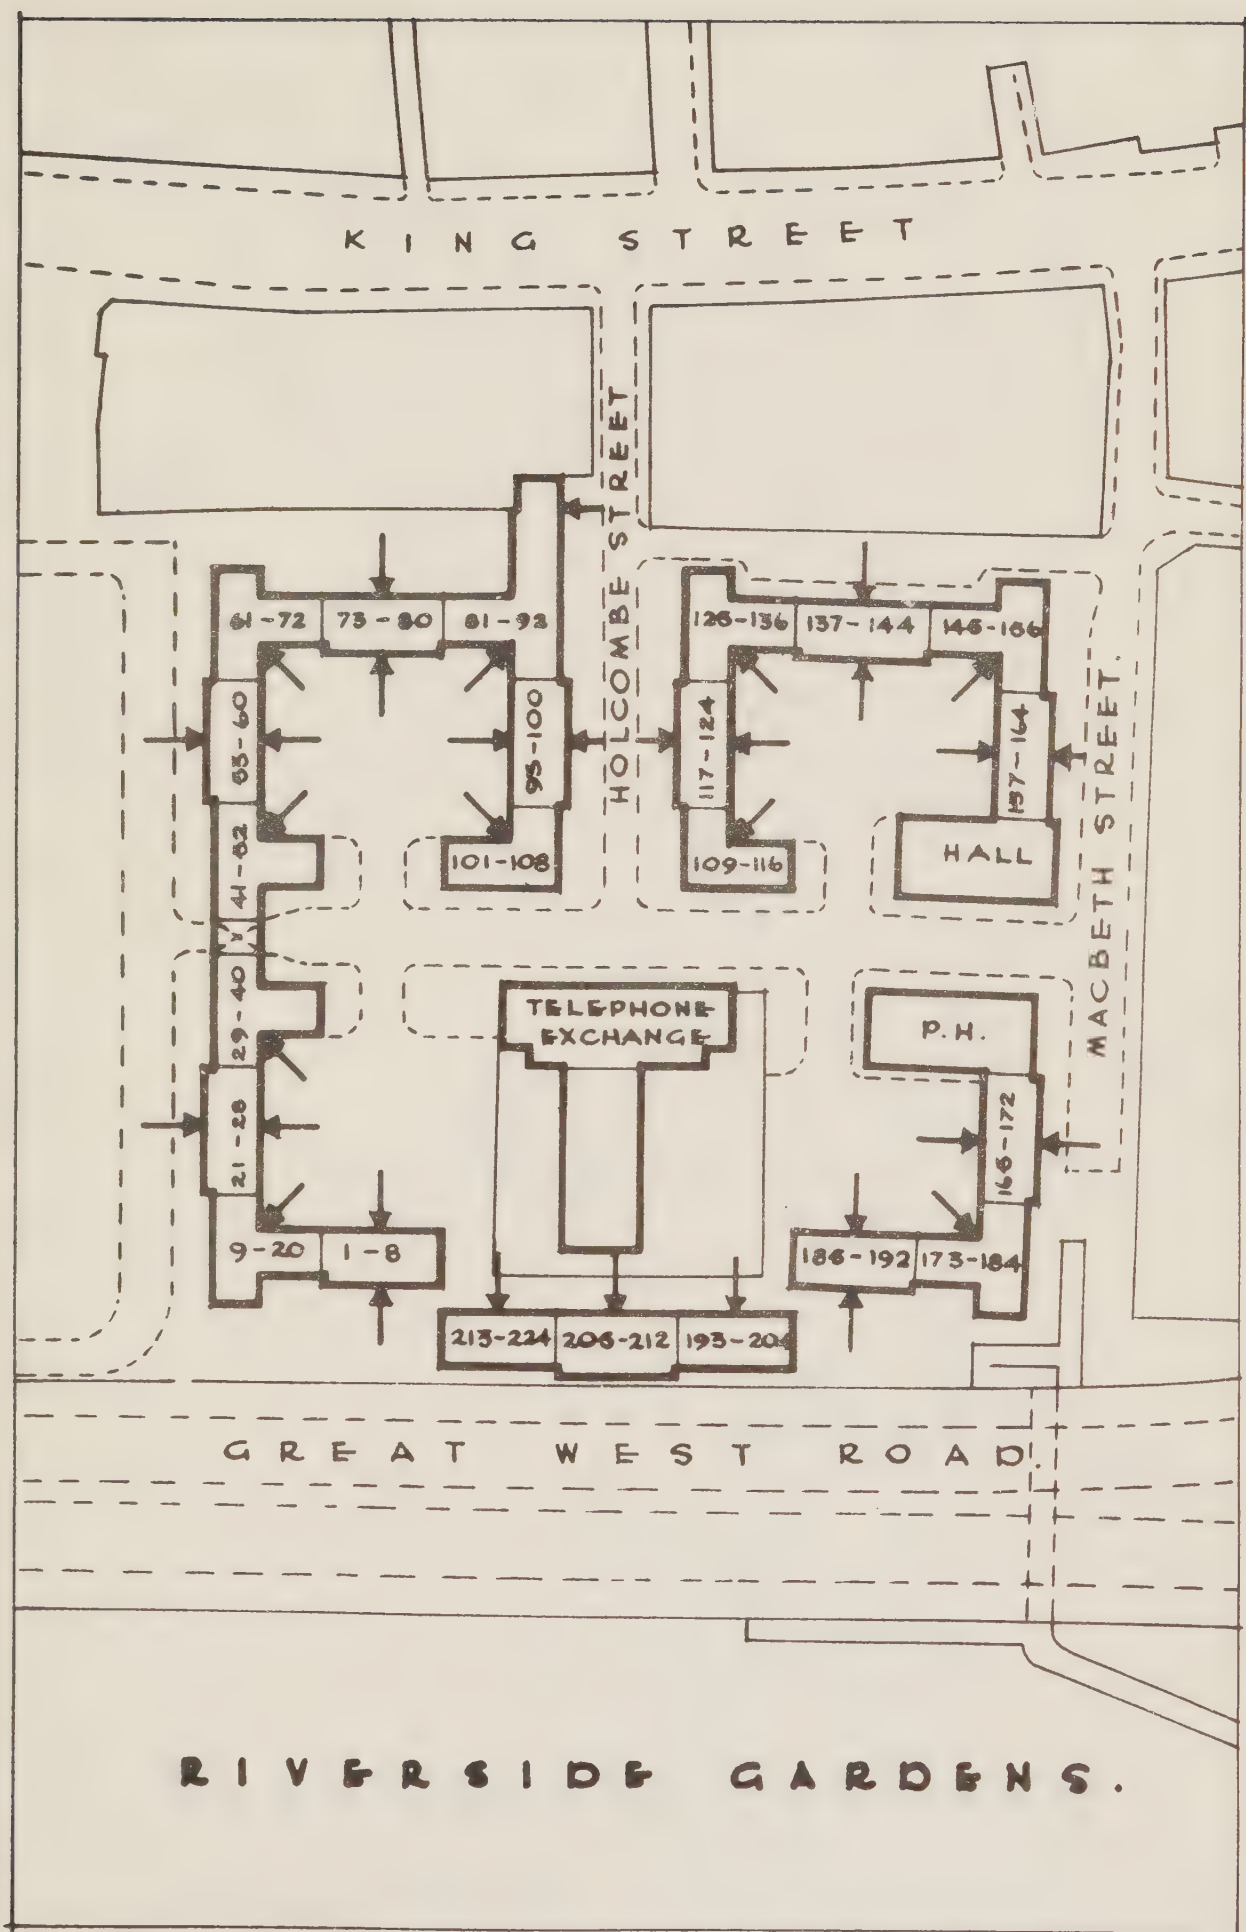 KING STREET
HOLCOMBE STREET
MACBETH STREET.
61-72
73-80
81-92
125-136
137-144
145-156
53-60
93-100
117-124
157-164
41-52
101-108
109-116
HALL
29-40
TELEPHONE
EXCHANGE
P.H.
21-28
165-172
9-20
1-8
185-192
173-184
213-224
205-212
193-204
GREAT WEST ROAD.
RIVERSIDE GARDENS.